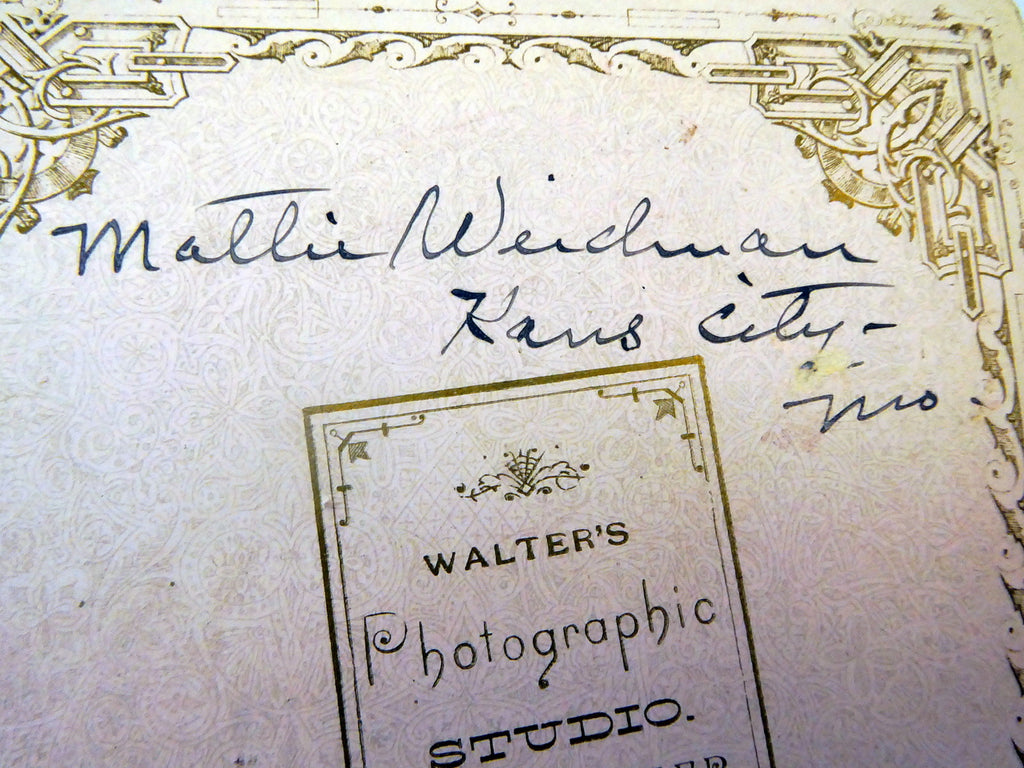 Mattie Weidman
Kans City -
Mo.
WALTER'S
Photographic
STUDIO.